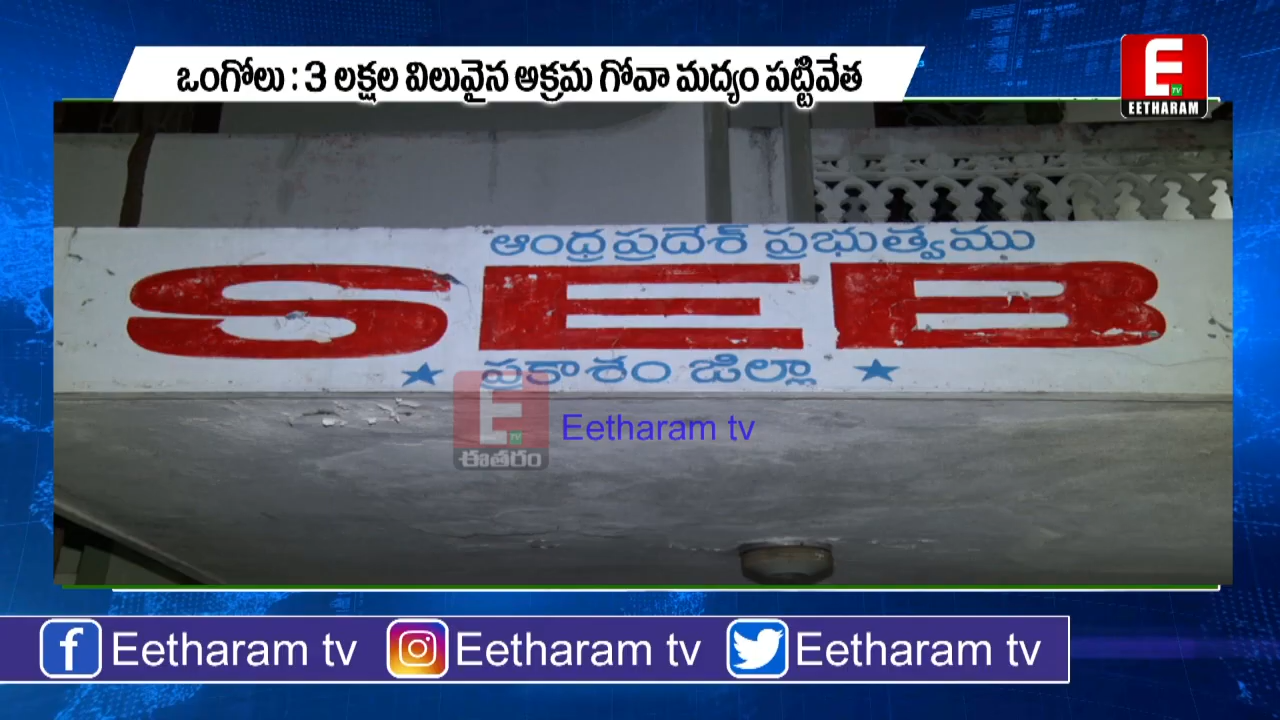 ఒంగోలు : 3 లక్షల విలువైన అక్రమ గోవా మద్యం పట్టివేత
E
TV
EETHARAM
ఆంధ్రప్రదేశ్ ప్రభుత్వము
SEB
ప్రకాశం జిల్లా
E
TV
ఈతరం
Eetharam tv
Eetharam tv
Eetharam tv
Eetharam tv